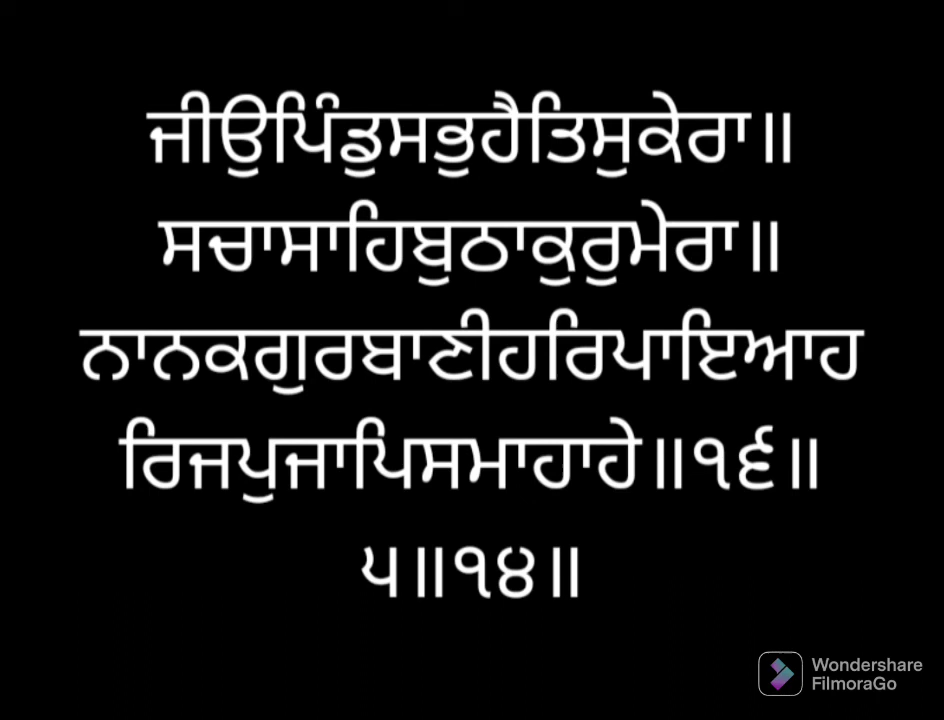 ਜੀਉਪਿੰਡੁਸਭੁਹੈਤਿਸੁਕੇਰਾ॥
ਸਚਾਸਾਹਿਬੁਠਾਕੁਰੁਮੇਰਾ॥
ਨਾਨਕਗੁਰਬਾਣੀਹਰਿਪਾਇਆਹ
ਰਿਜਪੁਜਾਪਿਸਮਾਹਾਹੇ॥੧੬॥
੫॥੧੪॥
Wondershare
FilmoraGo